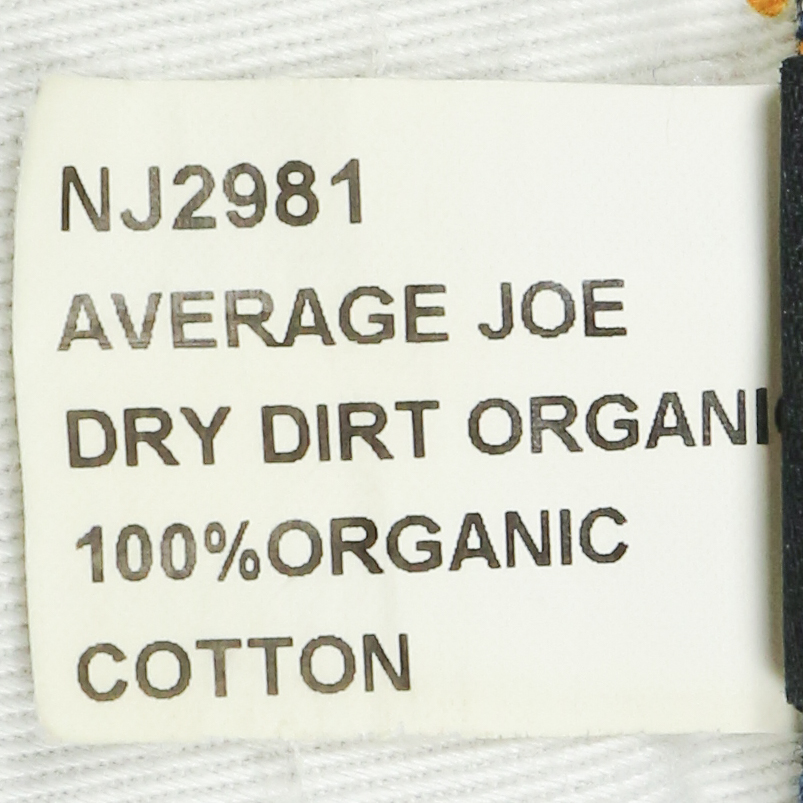 NJ2981
AVERAGE JOE
DRY DIRT ORGANI
100%ORGANIC
COTTON